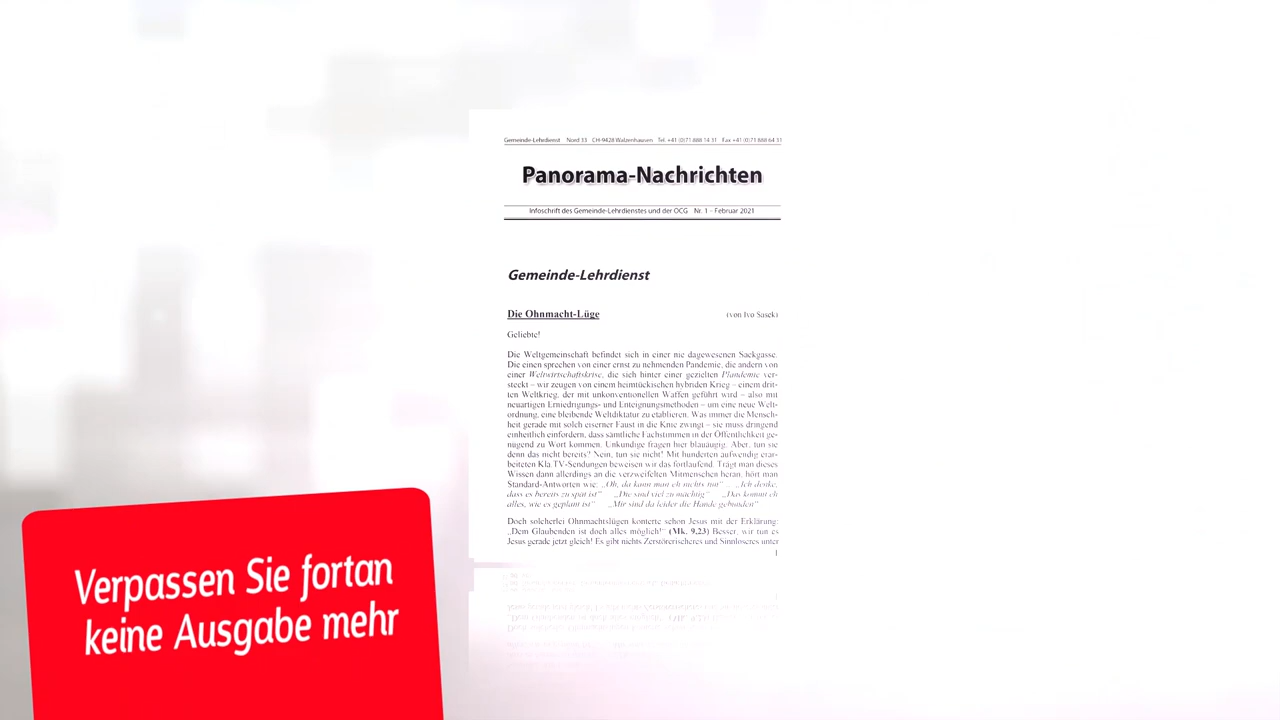 Gemeinde-Lehrdienst Nord 33 CH-9428 Walzenhausen Tel. +41 (0)71 888 14 31 Fax +41 (0)71 888 64 31
Panorama-Nachrichten
Infoschrift des Gemeinde-Lehrdienstes und der OCG Nr. 1 – Februar 2021
Gemeinde-Lehrdienst
Die Ohnmacht-Lüge (von Ivo Sasek)
Geliebte!
Die Weltgemeinschaft befindet sich in einer nie dagewesenen Sackgasse.
Die einen sprechen von einer ernst zu nehmenden Pandemie, die andern von
einer Weltwirtschaftskrise, die sich hinter einer gezielten Plandemie ver-
steckt – wir zeugen von einem heimtückischen hybriden Krieg – einem drit-
ten Weltkrieg, der mit unkonventionellen Waffen geführt wird – also mit
neuartigen Erniedrigungs- und Enteignungsmethoden – um eine neue Welt-
ordnung, eine bleibende Weltdiktatur zu etablieren. Was immer die Mensch-
heit gerade mit solch eiserner Faust in die Knie zwingt – sie muss dringend
einheitlich einfordern, dass sämtliche Fachstimmen in der Öffentlichkeit ge-
nügend zu Wort kommen. Unkundige fragen hier blauäugig: Aber, tun sie
denn das nicht bereits? Nein, tun sie nicht! Mit hunderten aufwendig erar-
beiteten Kla.TV-Sendungen beweisen wir das fortlaufend. Trägt man dieses
Wissen dann allerdings an die verzweifelten Mitmenschen heran, hört man
Standard-Antworten wie: „Oh, da kann man eh nichts tun“ „Ich denke,
dass es bereits zu spät ist“ „Die sind viel zu mächtig“ „Das kommt eh
alles, wie es geplant ist“ „Mir sind da leider die Hände gebunden“
Doch solcherlei Ohnmachtslügen konterte schon Jesus mit der Erklärung:
„Dem Glaubenden ist doch alles möglich!“ (Mk. 9,23) Besser, wir tun es
Jesus gerade jetzt gleich! Es gibt nichts Zerstörerischeres und Sinnloseres unter
1
Verpassen Sie fortan
keine Ausgabe mehr